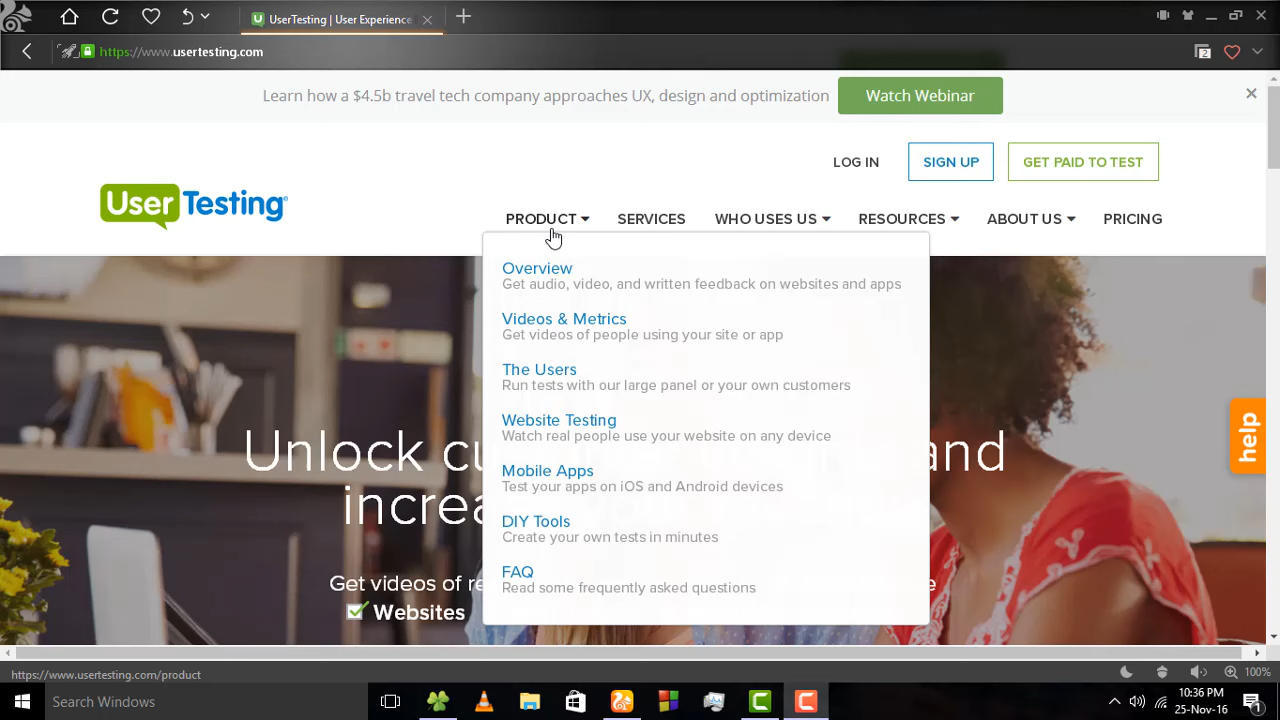 UserTesting | User Experience
https://www.usertesting.com
2
Learn how a $4.5b travel tech company approaches UX, design and optimization
Watch Webinar
LOG IN
SIGN UP
GET PAID TO TEST
UserTesting
PRODUCT
SERVICES
WHO USES US
RESOURCES
ABOUT US
PRICING
Overview
Get audio, video, and written feedback on websites and apps
Videos & Metrics
Get videos of people using your site or app
The Users
Run tests with our large panel or your own customers
Website Testing
Watch real people use your website on any device
Mobile Apps
Test your apps on iOS and Android devices
DIY Tools
Create your own tests in minutes
FAQ
Read some frequently asked questions
Unlock and
Get videos of
Websites
help
https://www.usertesting.com/product
100%
Search Windows
10:36 PM
25-Nov-16
1